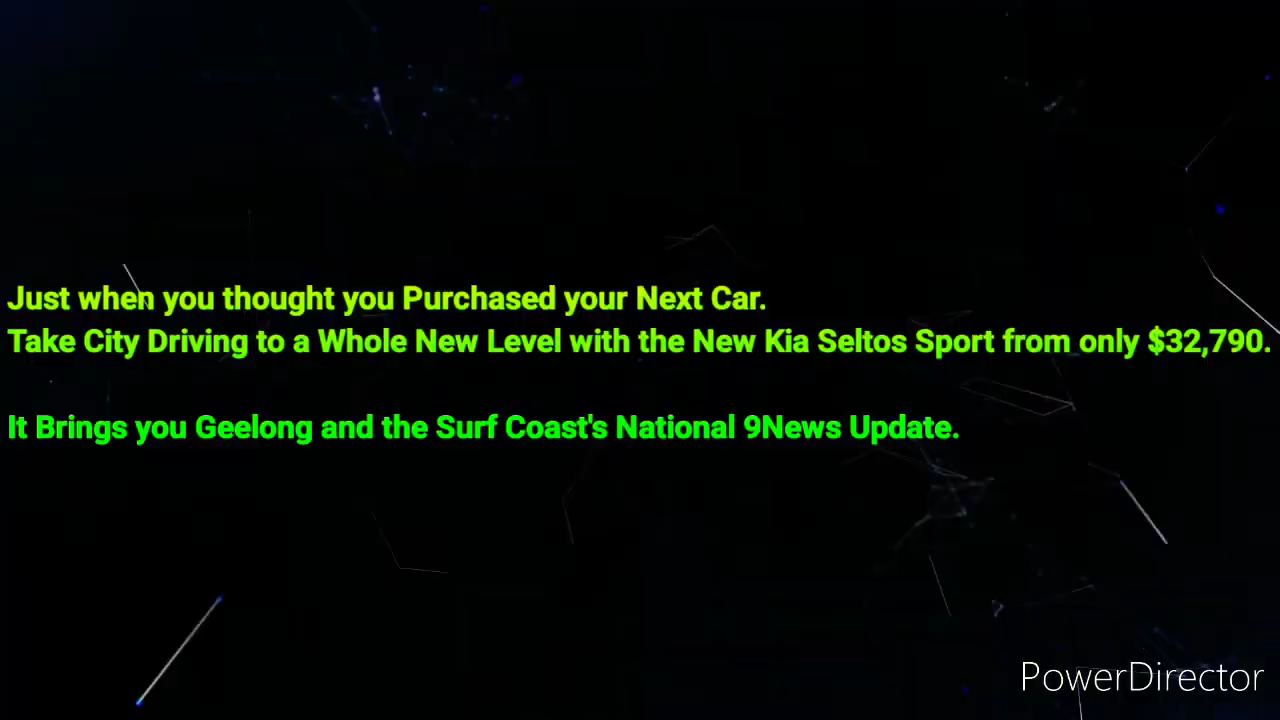 Just when you thought you Purchased your Next Car.
Take City Driving to a Whole New Level with the New Kia Seltos Sport from only $32,790.
It Brings you Geelong and the Surf Coast's National 9News Update.
PowerDirector